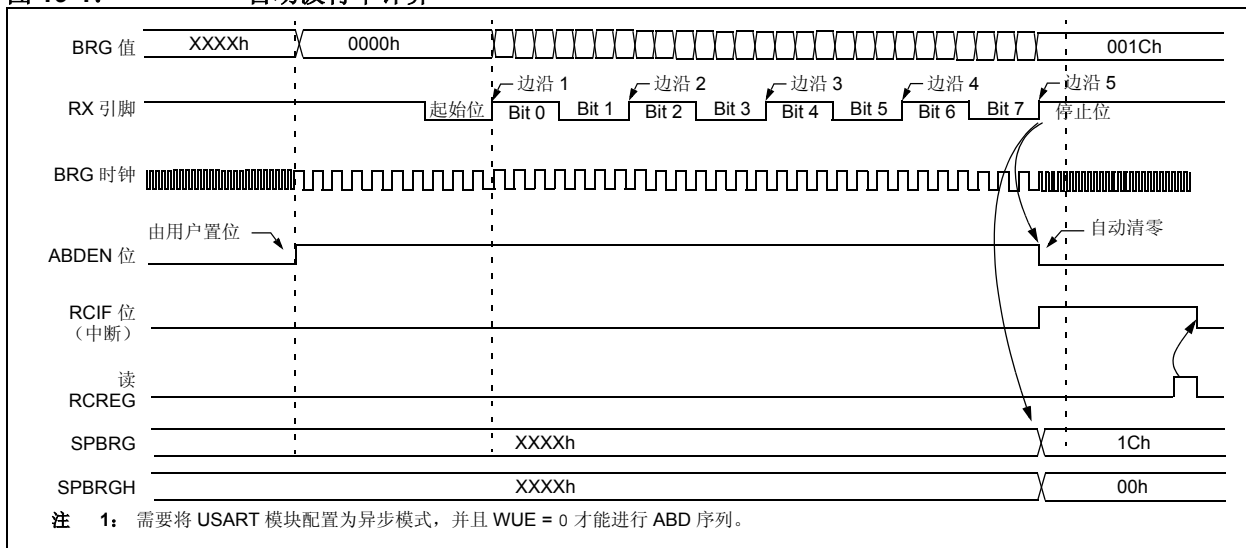 BRG 值 XXXXh 0000h 001Ch
边沿 1 边沿 2 边沿 3 边沿 4 边沿 5
RX 引脚 起始位 Bit 0 Bit 1 Bit 2 Bit 3 Bit 4 Bit 5 Bit 6 Bit 7 停止位
BRG 时钟
由用户置位 自动清零
ABDEN 位
RCIF 位
（中断）
读
RCREG
SPBRG XXXXh 1Ch
SPBRGH XXXXh 00h
注 1： 需要将 USART 模块配置为异步模式，并且 WUE = 0 才能进行 ABD 序列。